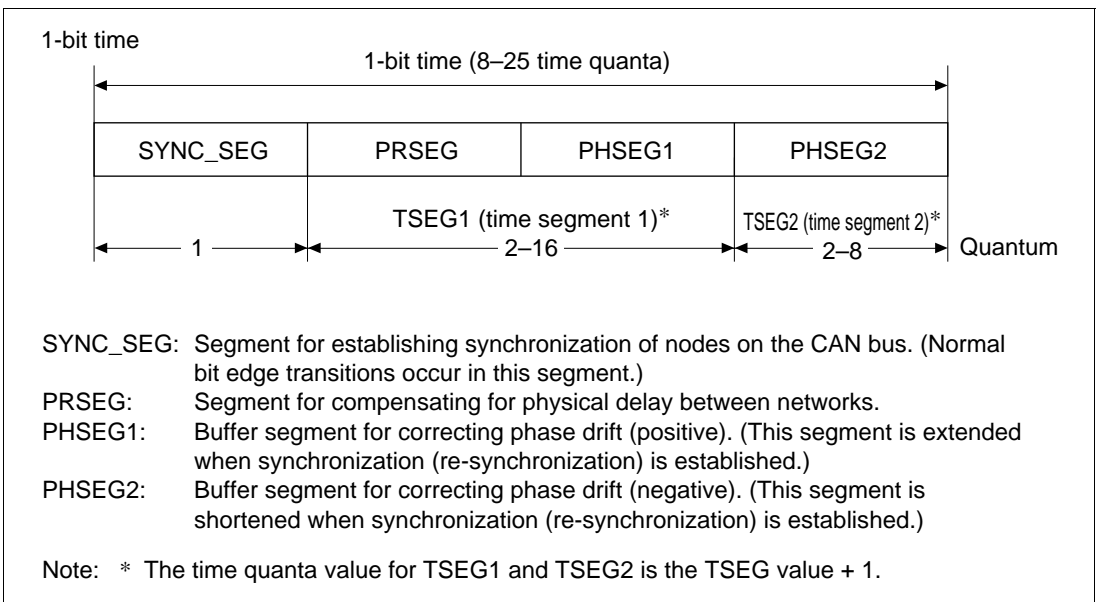 1-bit time
1-bit time (8–25 time quanta)
SYNC_SEG PRSEG PHSEG1 PHSEG2
TSEG1 (time segment 1)* TSEG2 (time segment 2)*
1 2–16 2–8 Quantum
SYNC_SEG: Segment for establishing synchronization of nodes on the CAN bus. (Normal
bit edge transitions occur in this segment.)
PRSEG: Segment for compensating for physical delay between networks.
PHSEG1: Buffer segment for correcting phase drift (positive). (This segment is extended
when synchronization (re-synchronization) is established.)
PHSEG2: Buffer segment for correcting phase drift (negative). (This segment is
shortened when synchronization (re-synchronization) is established.)
Note: * The time quanta value for TSEG1 and TSEG2 is the TSEG value + 1.